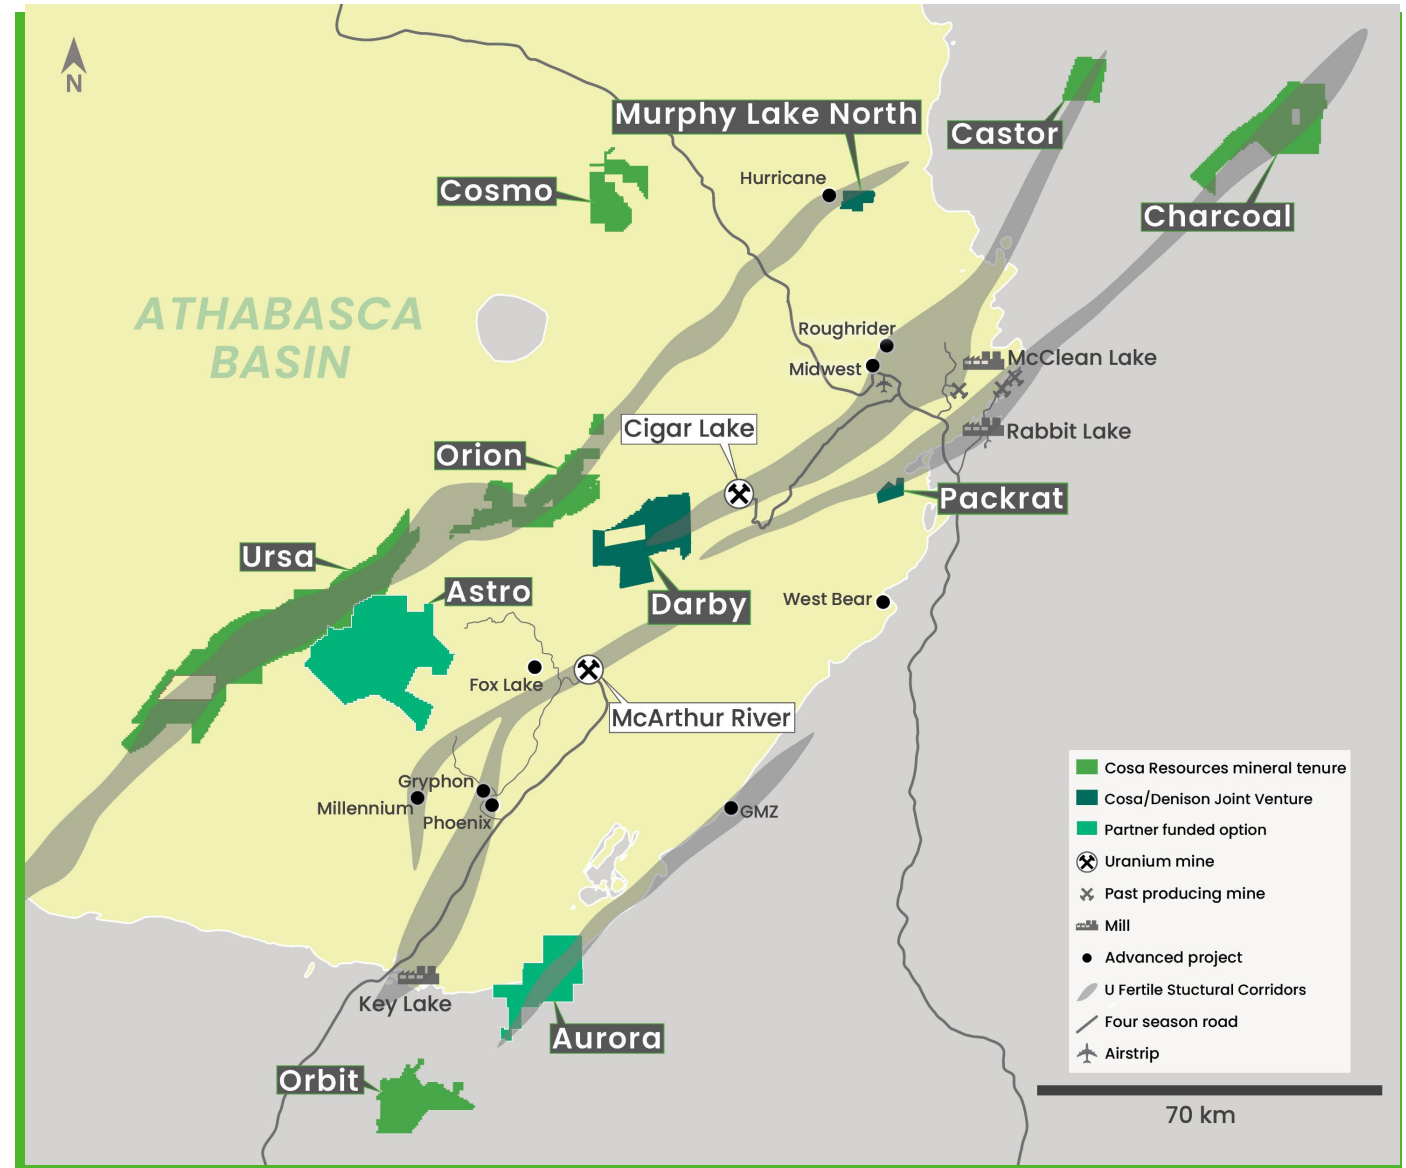 N
Murphy Lake North
Castor
Cosmo
Hurricane
Charcoal
ATHABASCA
BASIN
Roughrider
Midwest
McClean Lake
Cigar Lake
Rabbit Lake
Orion
Packrat
Ursa
Astro
Darby
West Bear
Fox Lake
McArthur River
Gryphon
Millennium
Phoenix
GMZ
Key Lake
Aurora
Orbit
Cosa Resources mineral tenure
Cosa/Denison Joint Venture
Partner funded option
Uranium mine
Past producing mine
Mill
Advanced project
U Fertile Stuctural Corridors
Four season road
Airstrip
70 km